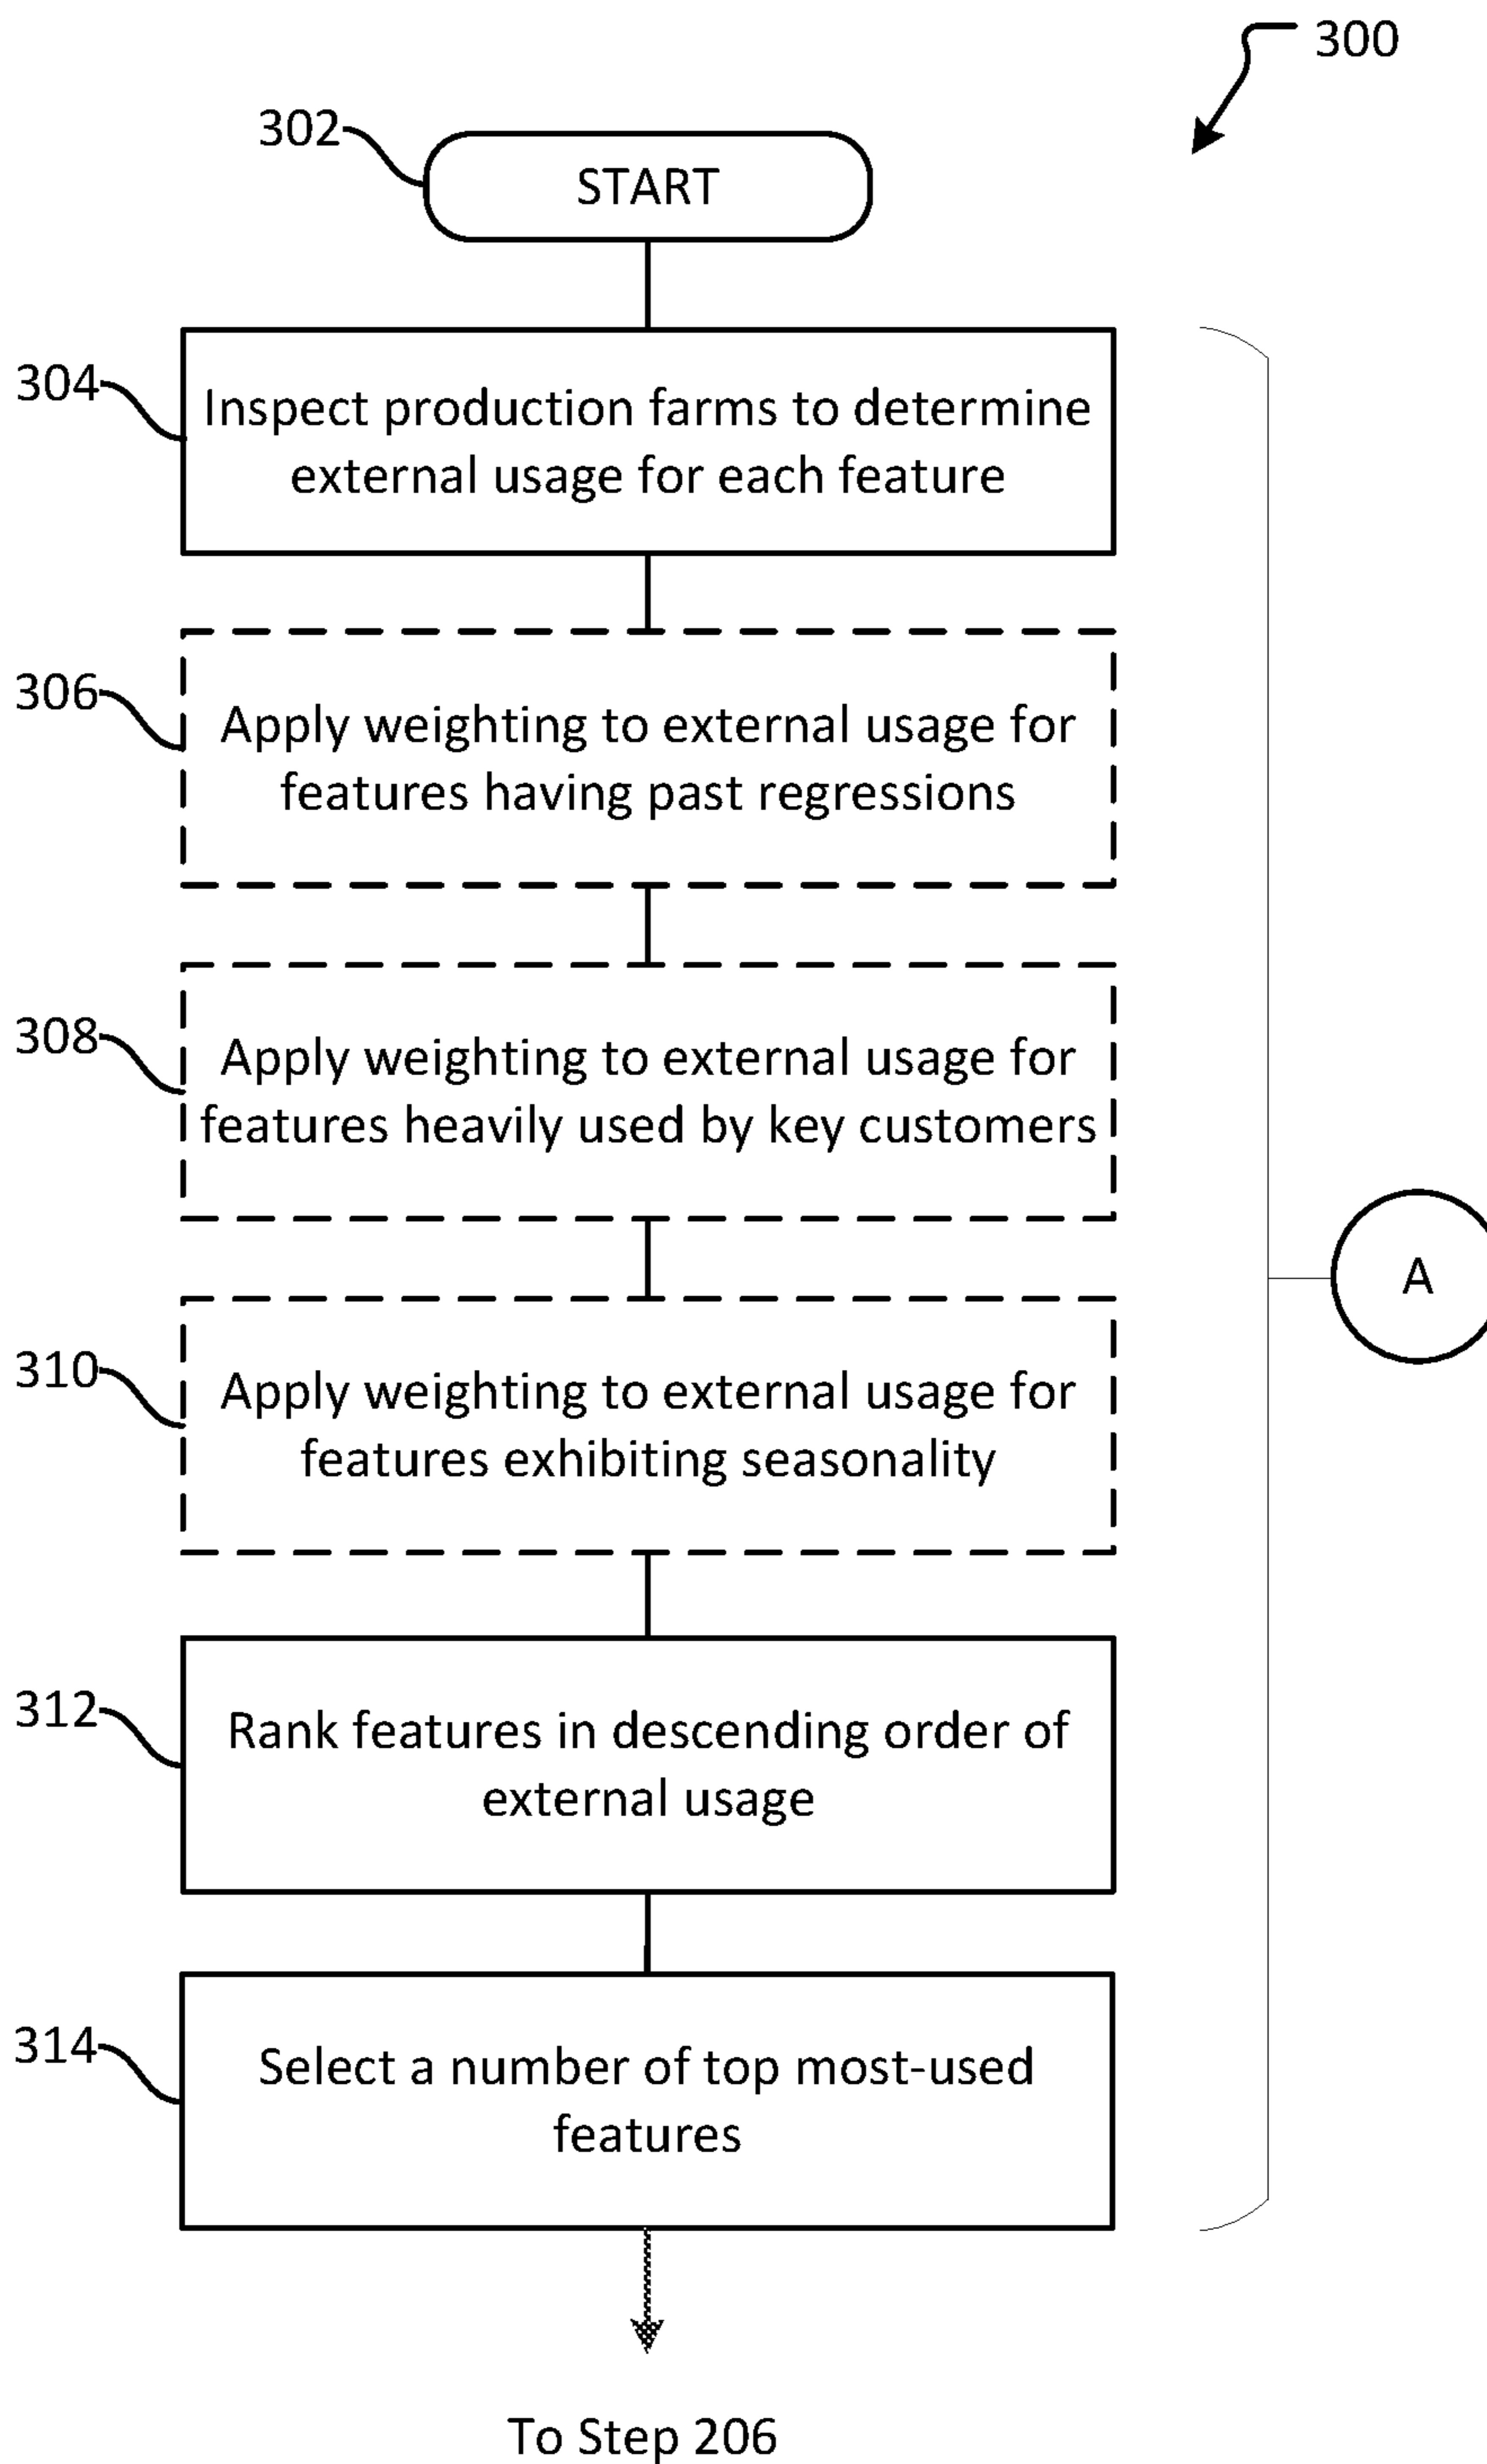 300
302
START
304
Inspect production farms to determine
external usage for each feature
306
Apply weighting to external usage for
features having past regressions
308
Apply weighting to external usage for
features heavily used by key customers
A
310
Apply weighting to external usage for
features exhibiting seasonality
312
Rank features in descending order of
external usage
314
Select a number of top most-used
features
To Step 206